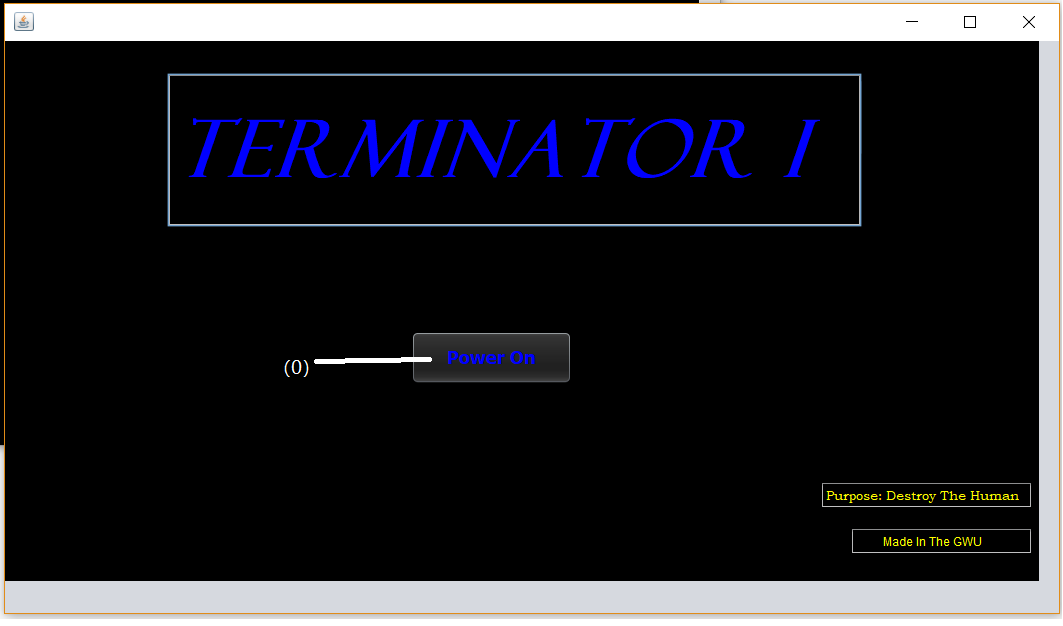 TERMINATOR I
(0)
Power On
Purpose: Destroy The Human
Made In The GWU